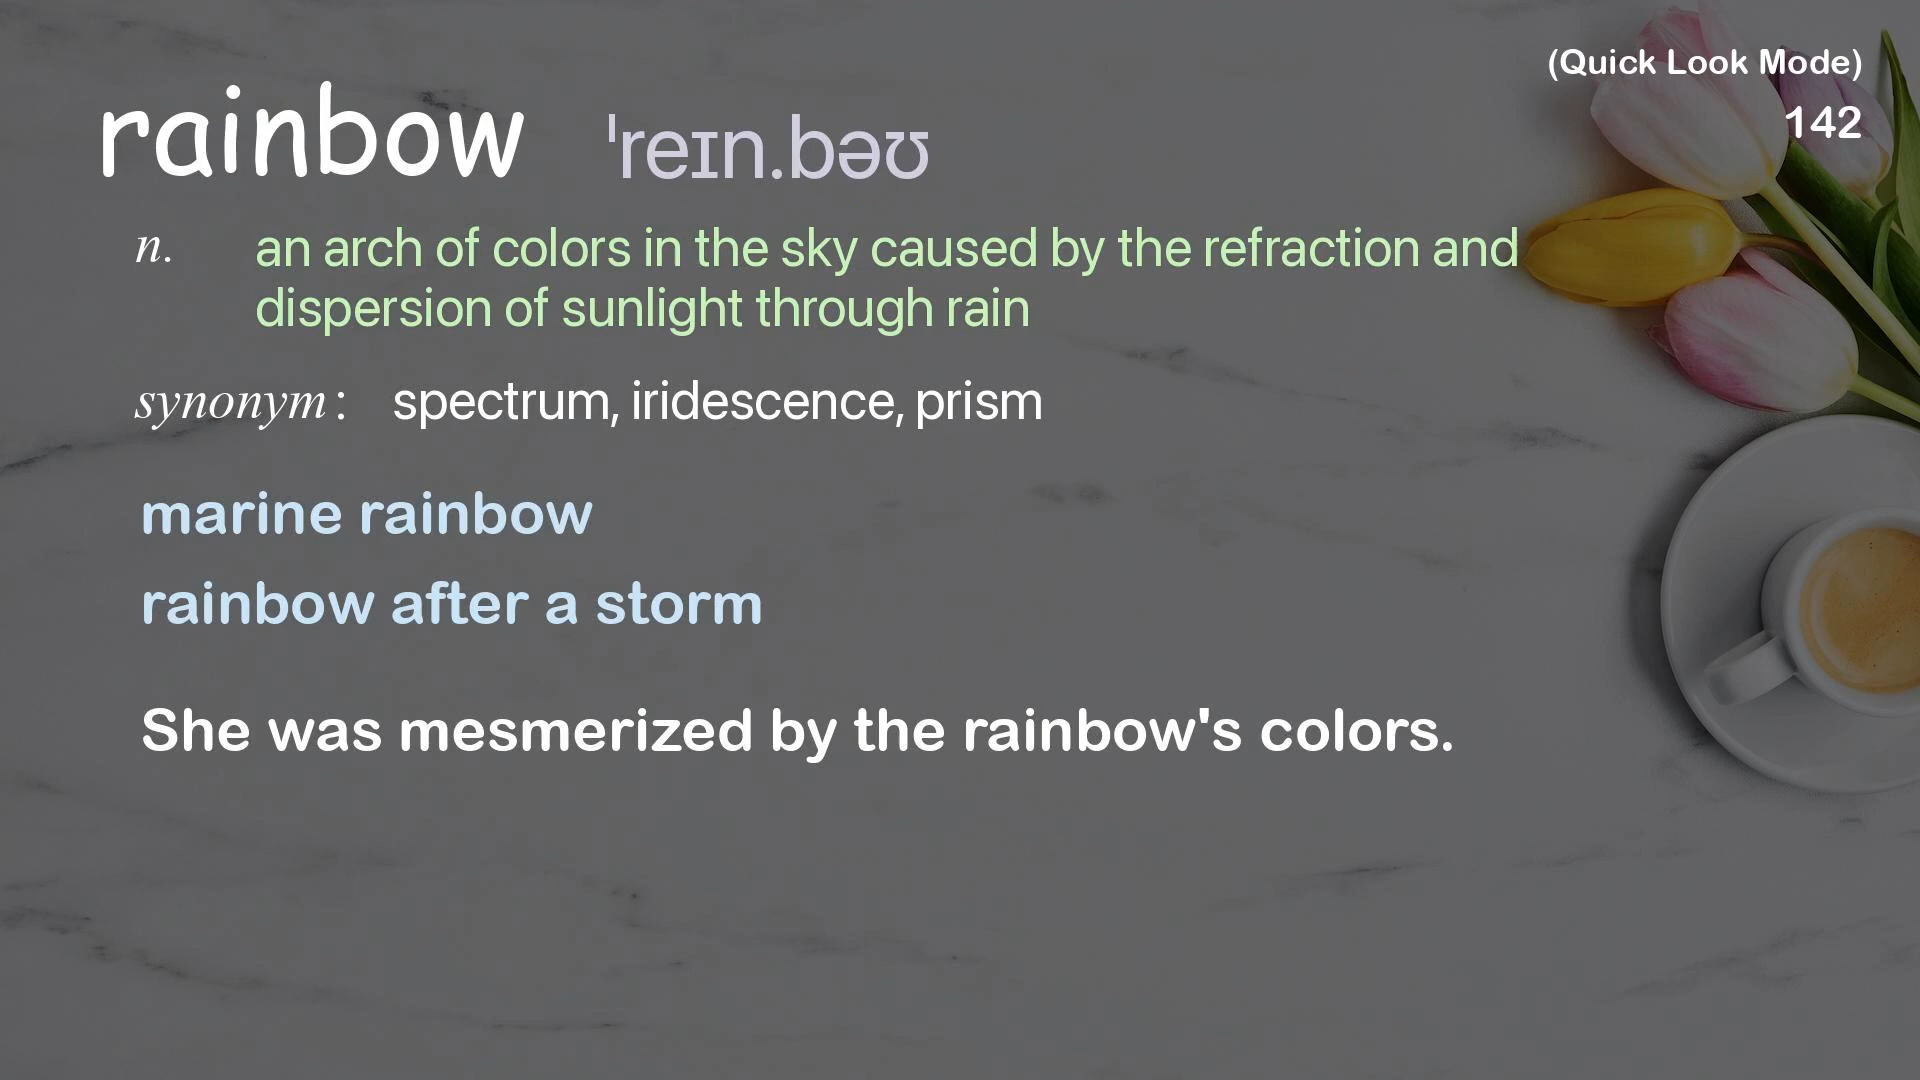 (Quick Look Mode)
142
rainbow ˈreɪn.bəʊ
n. an arch of colors in the sky caused by the refraction and
dispersion of sunlight through rain
synonym : spectrum, iridescence, prism
marine rainbow
rainbow after a storm
She was mesmerized by the rainbow's colors.